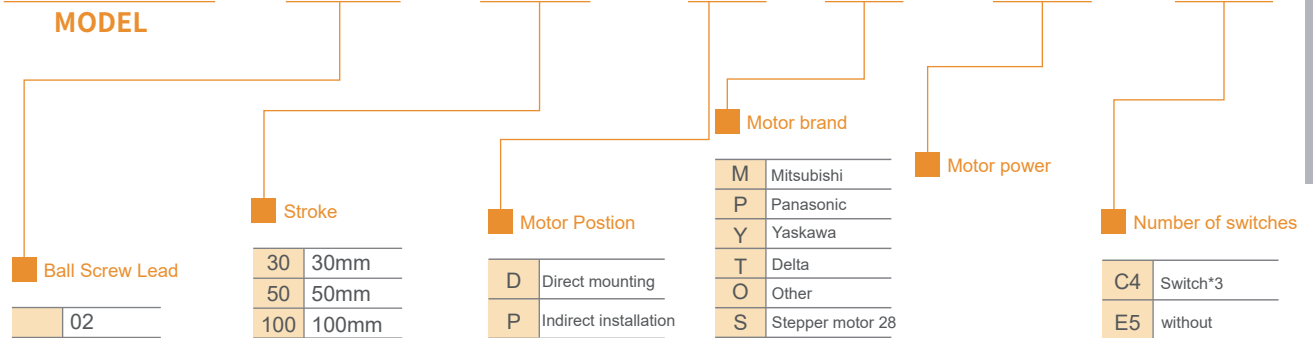 MODEL
Ball Screw Lead
02
Stroke
30 30mm
50 50mm
100 100mm
Motor Postion
D Direct mounting
P Indirect installation
Motor brand
M Mitsubishi
P Panasonic
Y Yaskawa
T Delta
O Other
S Stepper motor 28
Motor power
Number of switches
C4 Switch*3
E5 without